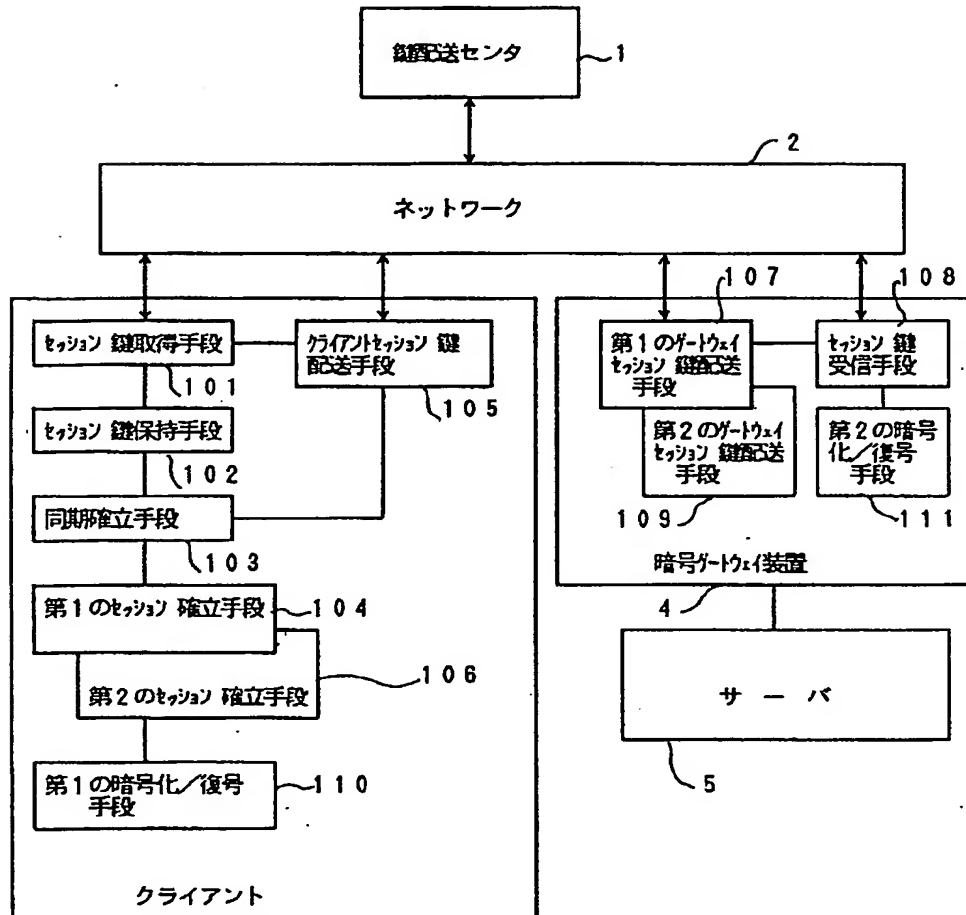 鍵配送センタ
1
2
ネットワーク
107
108
セッション 鍵取得手段
101
クライアントセッション 鍵
配送手段
105
第1のゲートウェイ
セッション 鍵配送
手段
セッション 鍵
受信手段
セッション 鍵保持手段
102
第2のゲートウェイ
セッション 鍵配送
手段
109
第2の暗号
化/復号
手段
111
同期確立手段
103
暗号ゲートウェイ装置
4
第1のセッション 確立手段
104
第2のセッション 確立手段
106
サーバ
5
第1の暗号化/復号
手段
110
クライアント